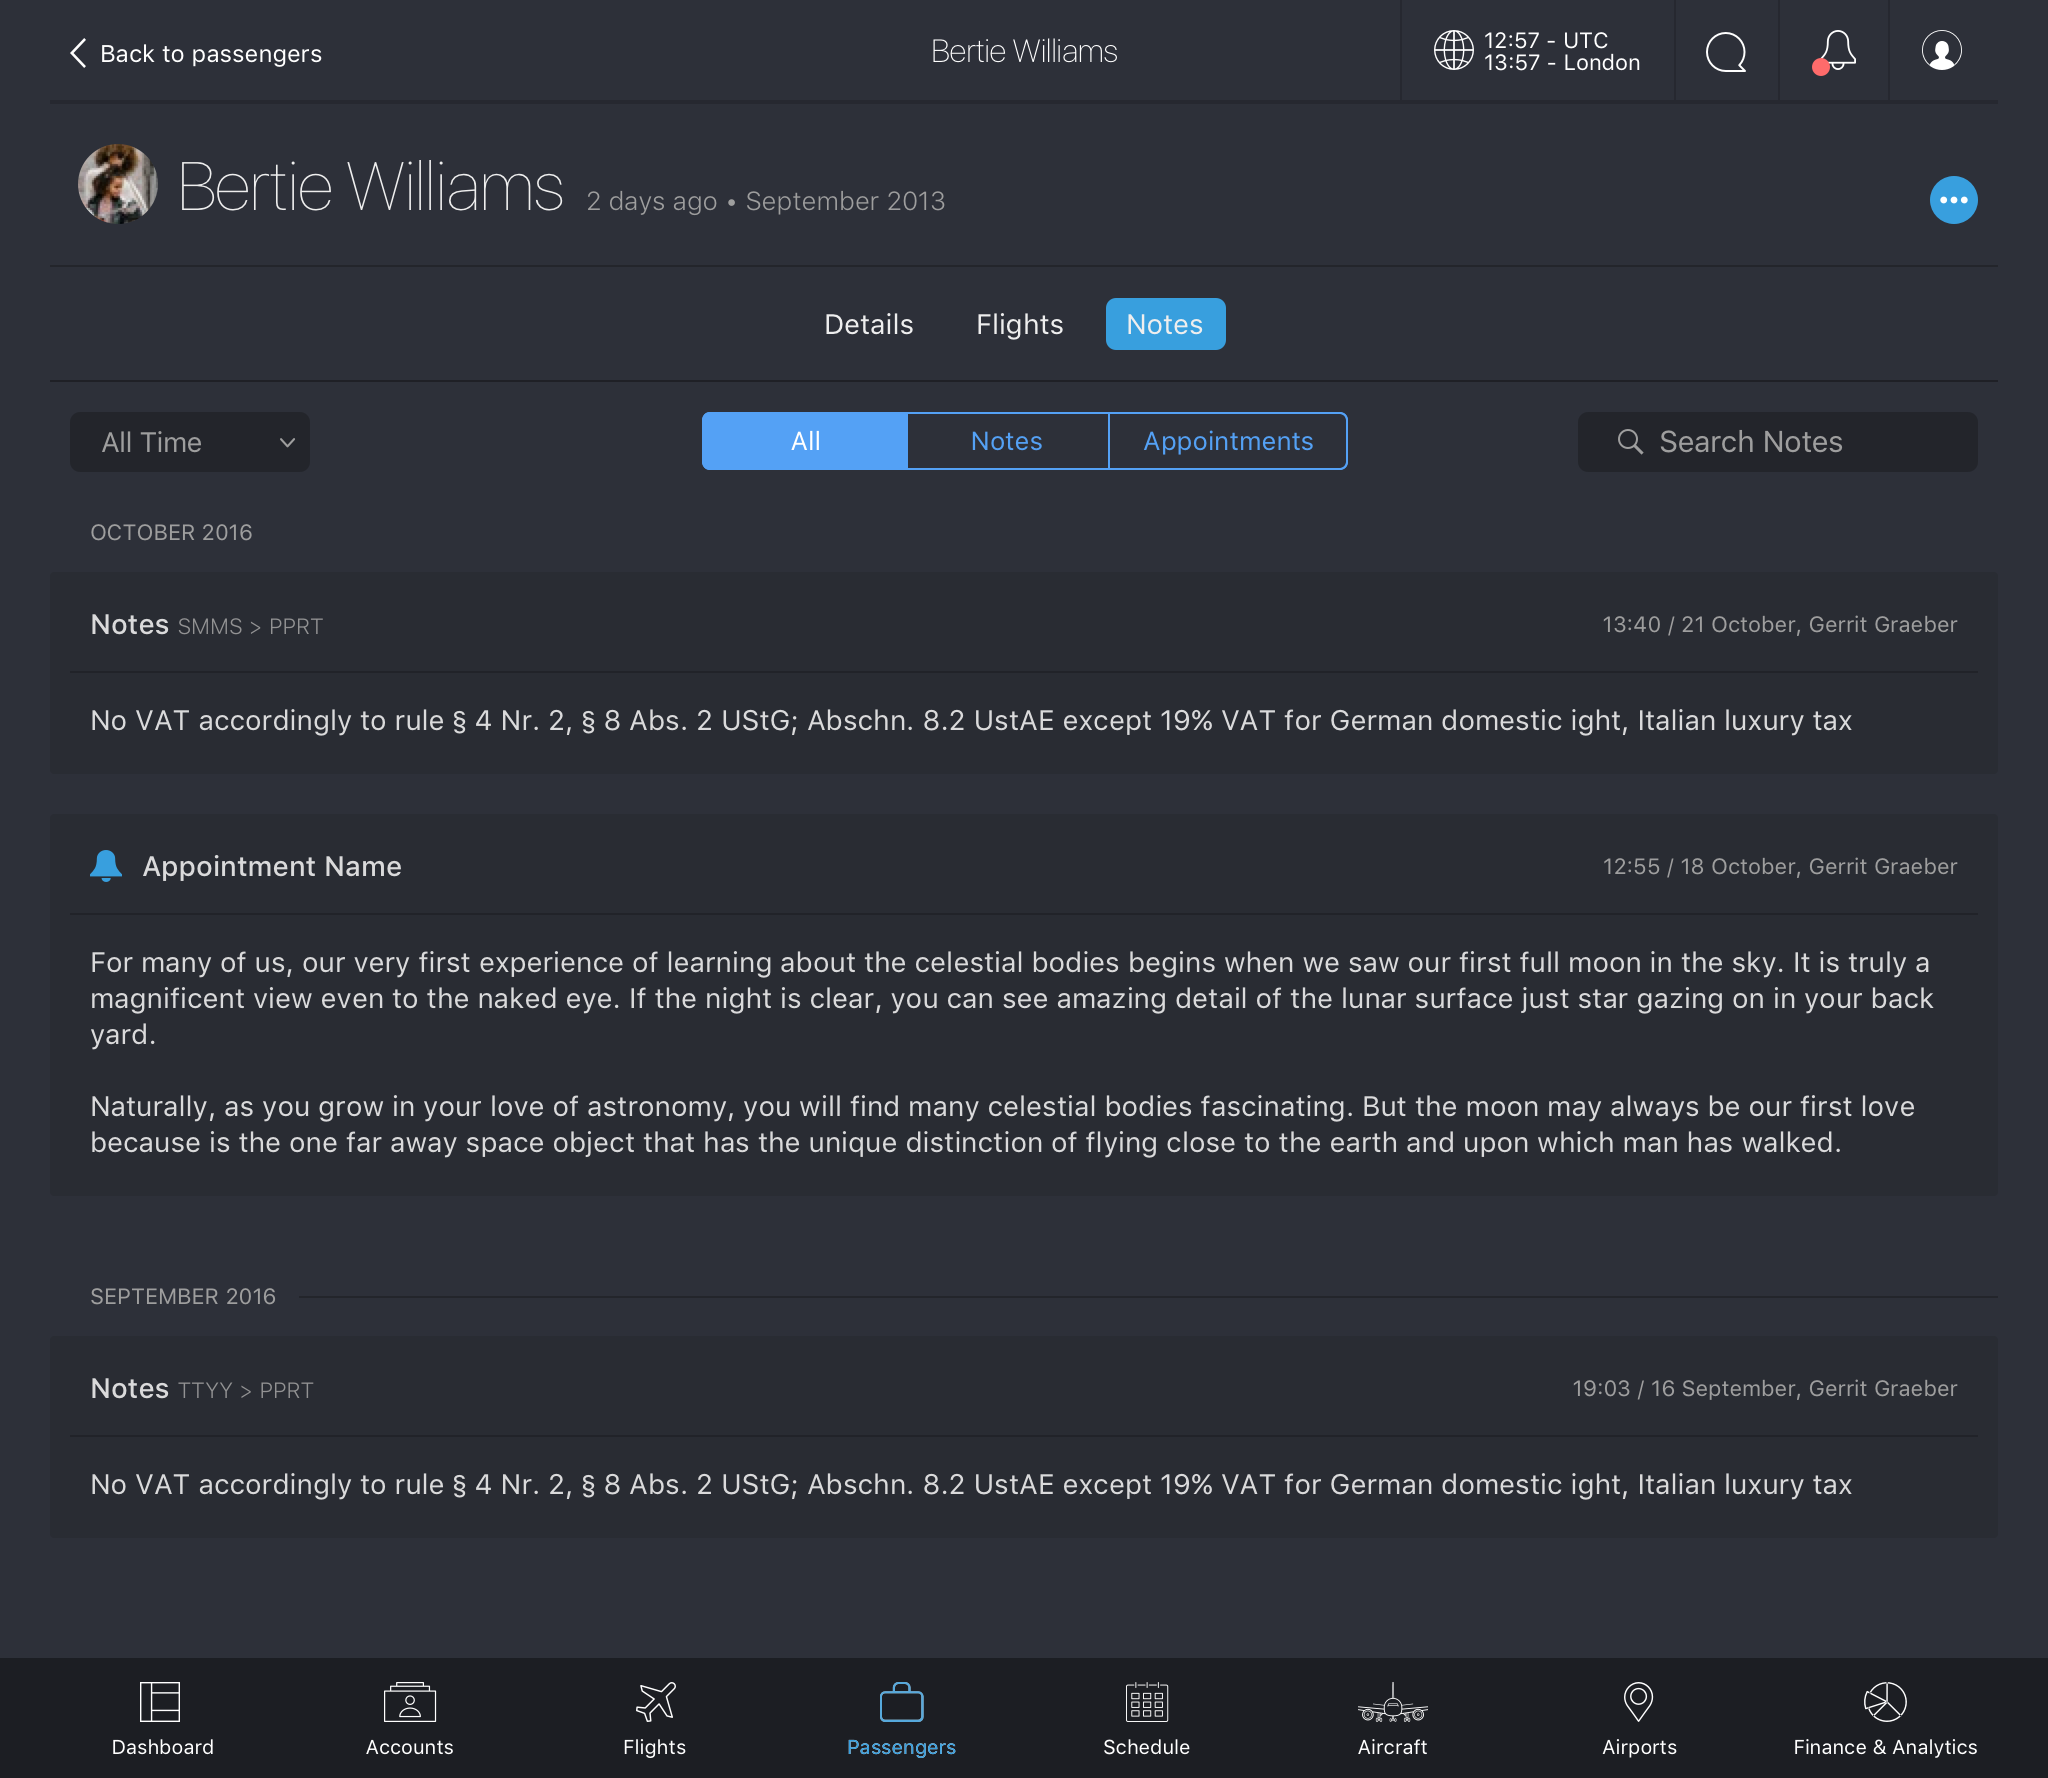 Back to passengers
Bertie Williams
12:57 - UTC
13:57 - London
Bertie Williams 2 days ago • September 2013
Details Flights Notes
All Time
All Notes Appointments
Search Notes
OCTOBER 2016
Notes SMMS > PPRT
13:40 / 21 October, Gerrit Graeber
No VAT accordingly to rule § 4 Nr. 2, § 8 Abs. 2 UStG; Abschn. 8.2 UstAE except 19% VAT for German domestic ight, Italian luxury tax
Appointment Name
12:55 / 18 October, Gerrit Graeber
For many of us, our very first experience of learning about the celestial bodies begins when we saw our first full moon in the sky. It is truly a
magnificent view even to the naked eye. If the night is clear, you can see amazing detail of the lunar surface just star gazing on in your back
yard.
Naturally, as you grow in your love of astronomy, you will find many celestial bodies fascinating. But the moon may always be our first love
because is the one far away space object that has the unique distinction of flying close to the earth and upon which man has walked.
SEPTEMBER 2016
Notes TTYY > PPRT
19:03 / 16 September, Gerrit Graeber
No VAT accordingly to rule § 4 Nr. 2, § 8 Abs. 2 UStG; Abschn. 8.2 UstAE except 19% VAT for German domestic ight, Italian luxury tax
Dashboard Accounts Flights Passengers Schedule Aircraft Airports Finance & Analytics